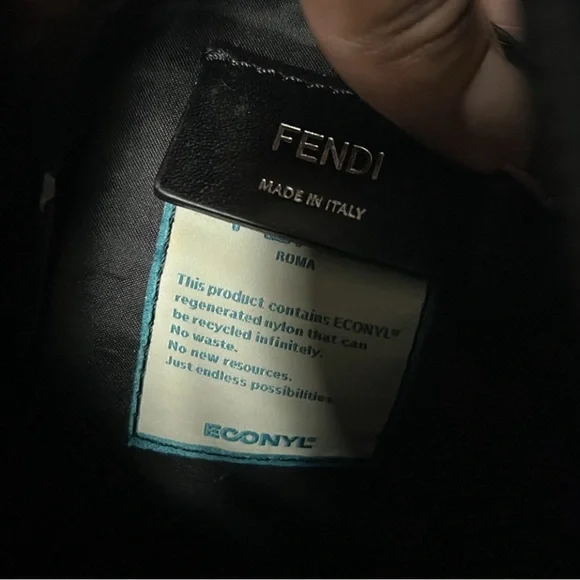 FENDI
MADE IN ITALY
ROMA
This product contains ECONYL®
regenerated nylon that can
be recycled infinitely.
No waste.
No new resources.
Just endless possibilities
ECONYL®